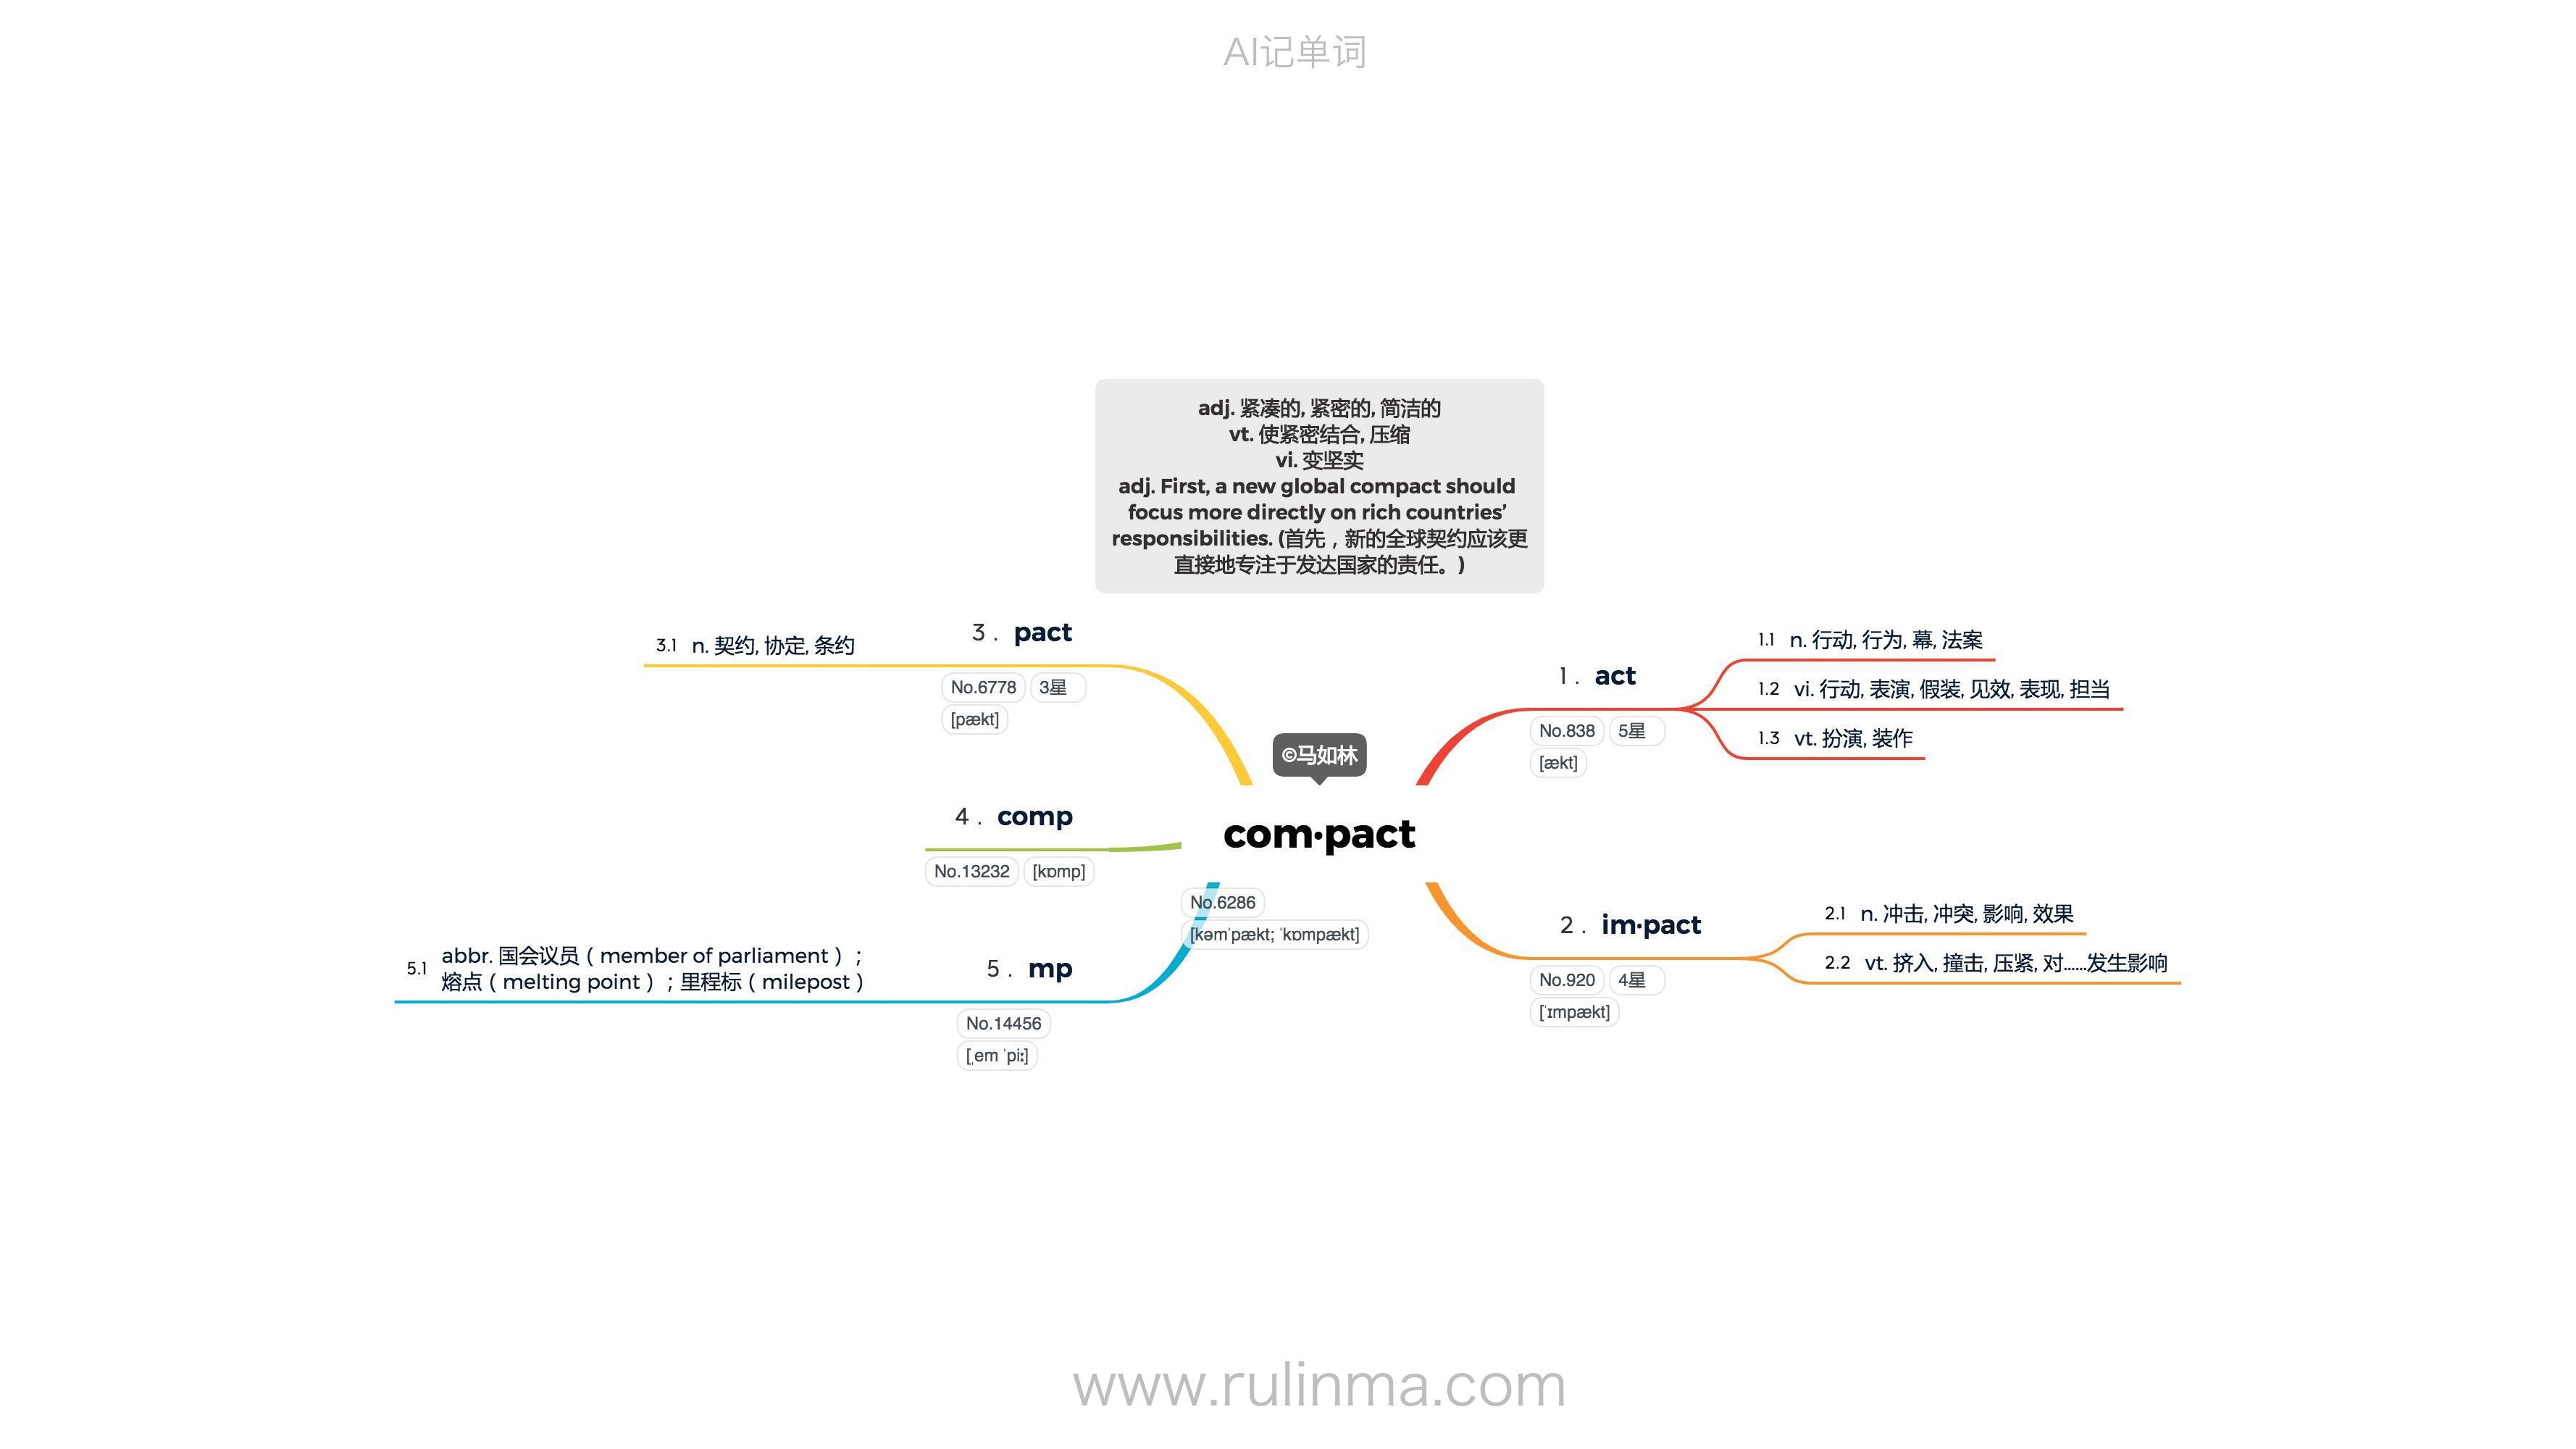 AI记单词
adj. 紧凑的, 紧密的, 简洁的
vt. 使紧密结合, 压缩
vi. 变坚实
adj. First, a new global compact should
focus more directly on rich countries’
responsibilities. (首先，新的全球契约应该更
直接地专注于发达国家的责任。)
©马如林
com·pact
No.6286
[kəmˈpækt; ˈkɒmpækt]
1 . act
No.838 5星
[ækt]
1.1 n. 行动, 行为, 幕, 法案
1.2 vi. 行动, 表演, 假装, 见效, 表现, 担当
1.3 vt. 扮演, 装作
2 . im·pact
No.920 4星
[ˈɪmpækt]
2.1 n. 冲击, 冲突, 影响, 效果
2.2 vt. 挤入, 撞击, 压紧, 对……发生影响
3 . pact
No.6778 3星
[pækt]
3.1 n. 契约, 协定, 条约
4 . comp
No.13232 [kɒmp]
5 . mp
No.14456
[ˌem ˈpiː]
5.1 abbr. 国会议员（member of parliament）；
熔点（melting point）；里程标（milepost）
www.rulinma.com